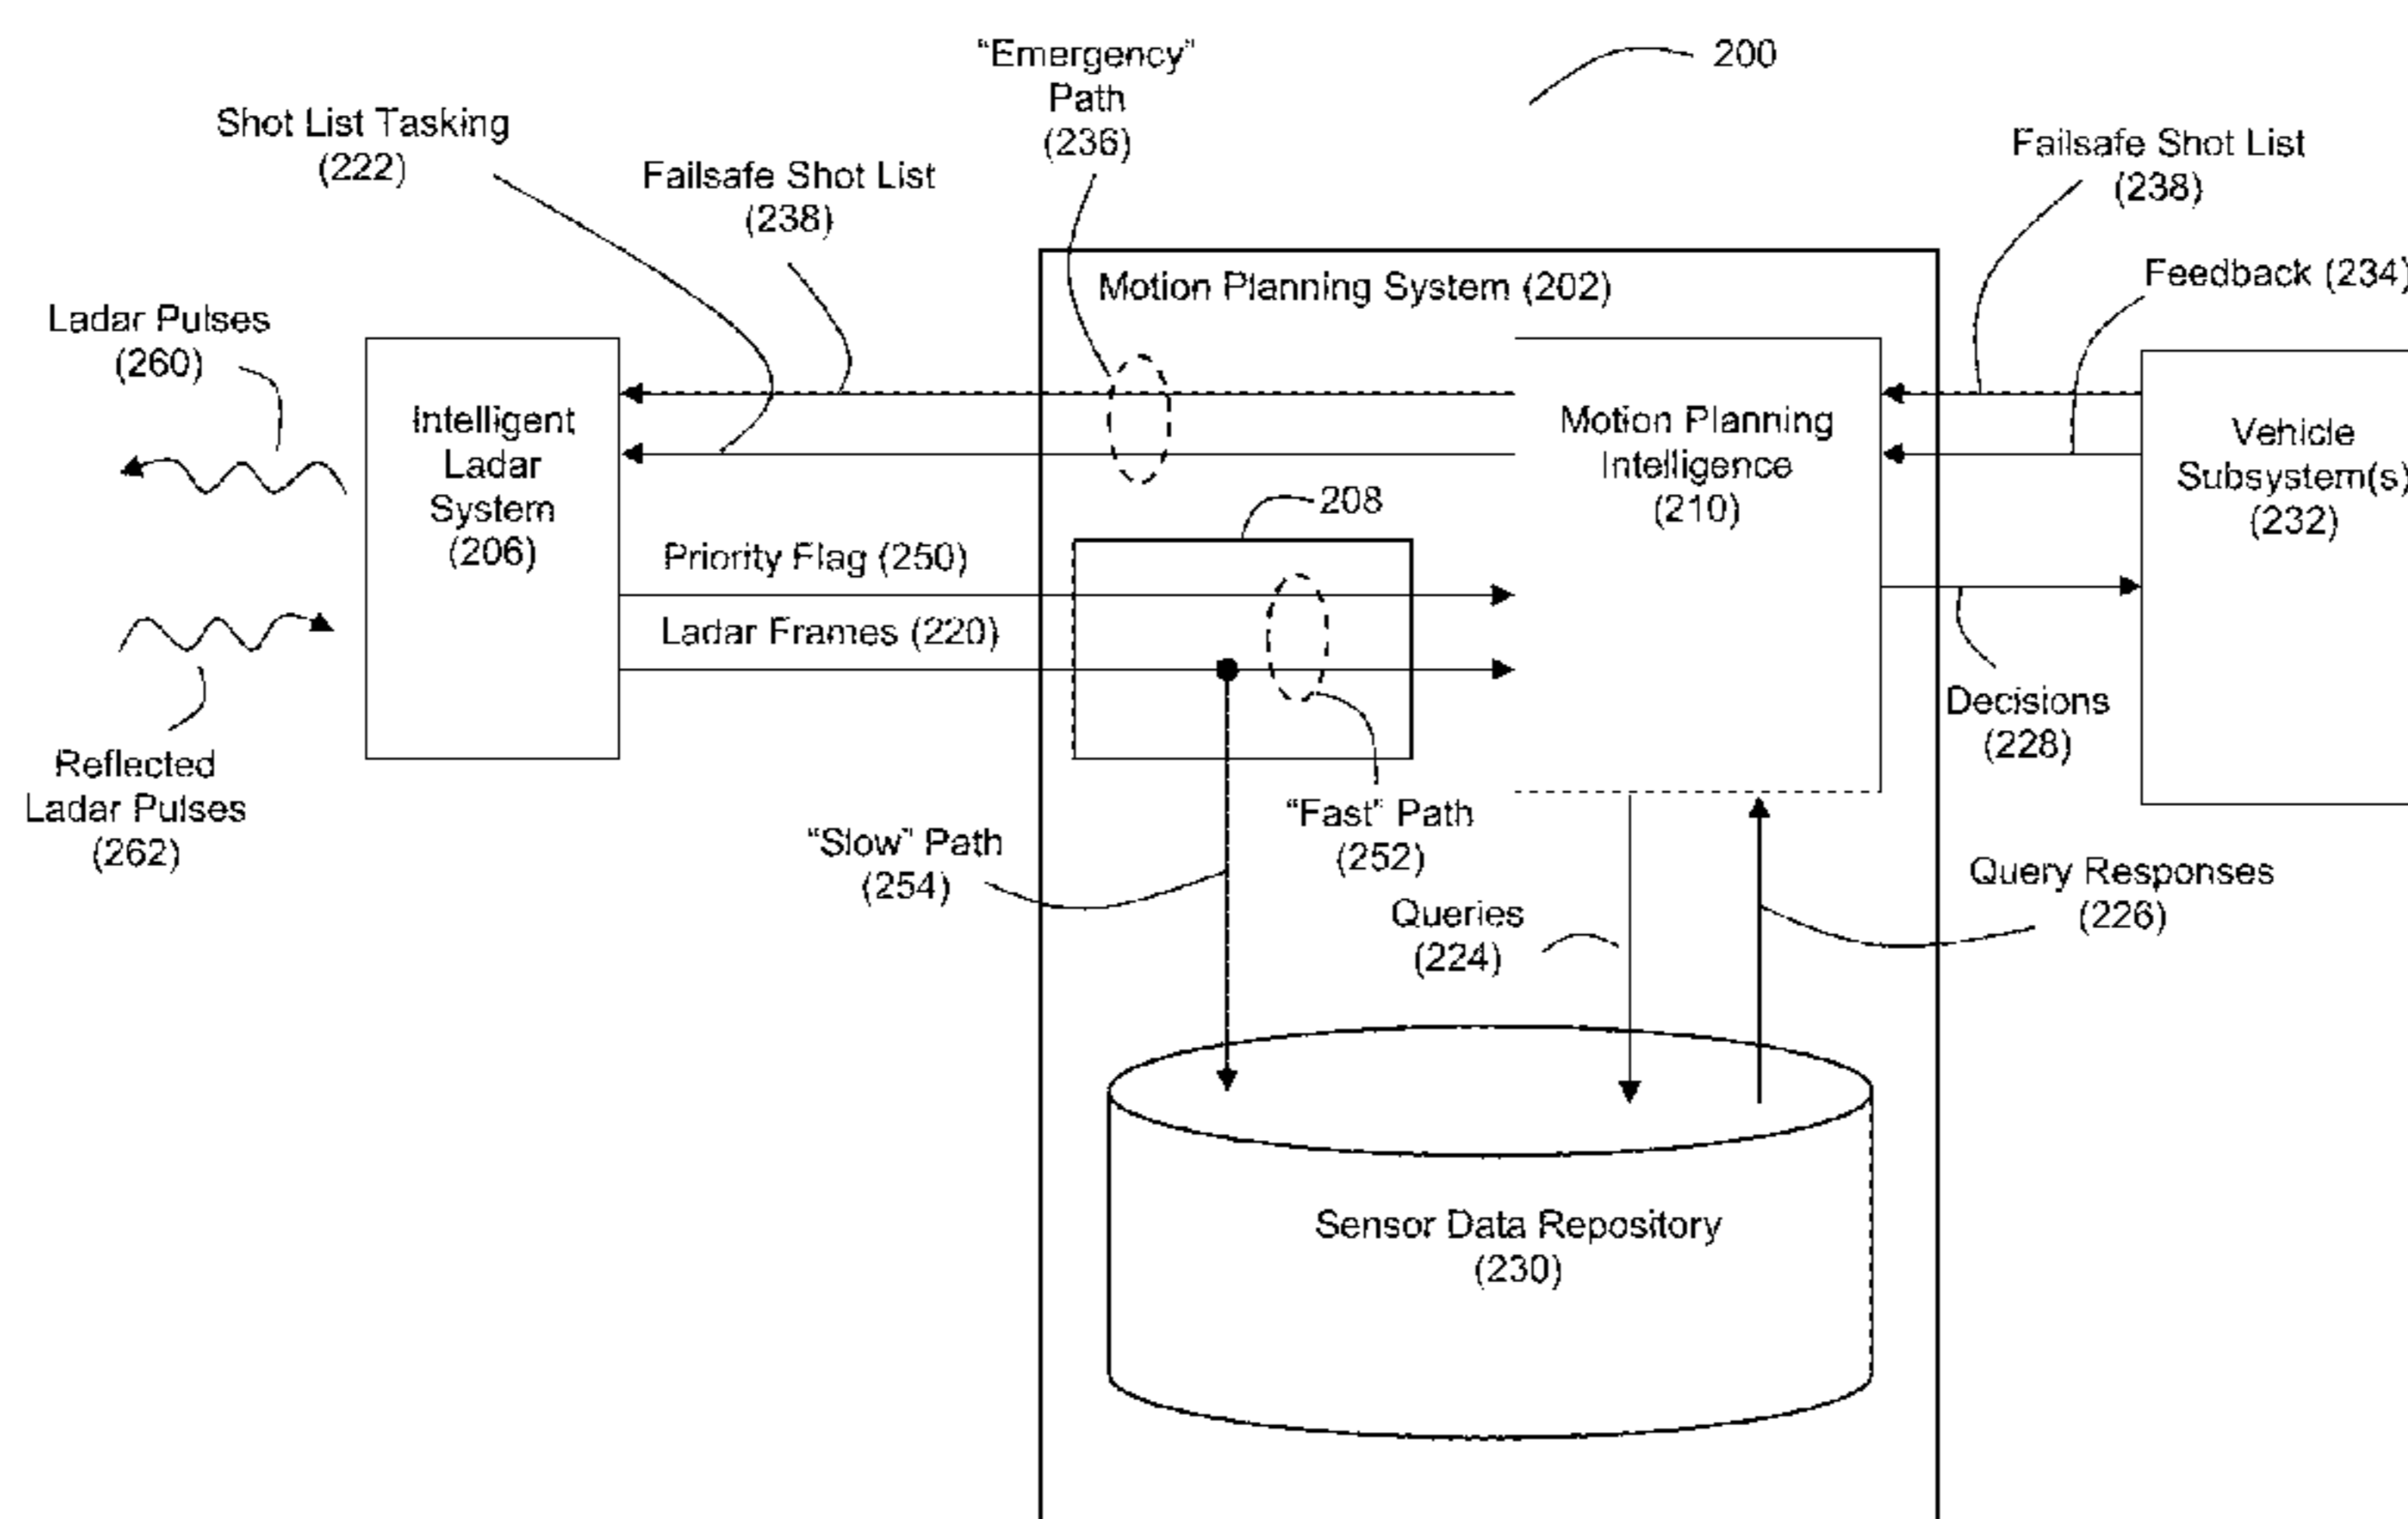 "Emergency"
Path
(236)
200
Shot List Tasking
(222)
Failsafe Shot List
(238)
Failsafe Shot List
(238)
Motion Planning System (202)
Feedback (234)
Ladar Pulses
(260)
Intelligent
Ladar
System
(206)
Motion Planning
Intelligence
(210)
Vehicle
Subsystem(s)
(232)
208
Priority Flag (250)
Ladar Frames (220)
Decisions
(228)
Reflected
Ladar Pulses
(262)
"Slow" Path
(254)
"Fast" Path
(252)
Queries
(224)
Query Responses
(226)
Sensor Data Repository
(230)